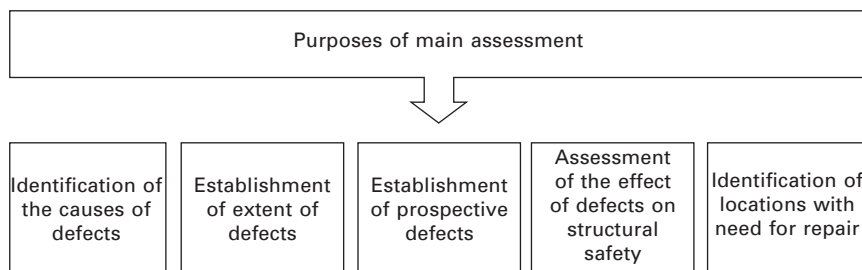 Purposes of main assessment
Identification of
the causes of
defects
Establishment
of extent of
defects
Establishment
of prospective
defects
Assessment
of the effect
of defects on
structural
safety
Identification of
locations with
need for repair